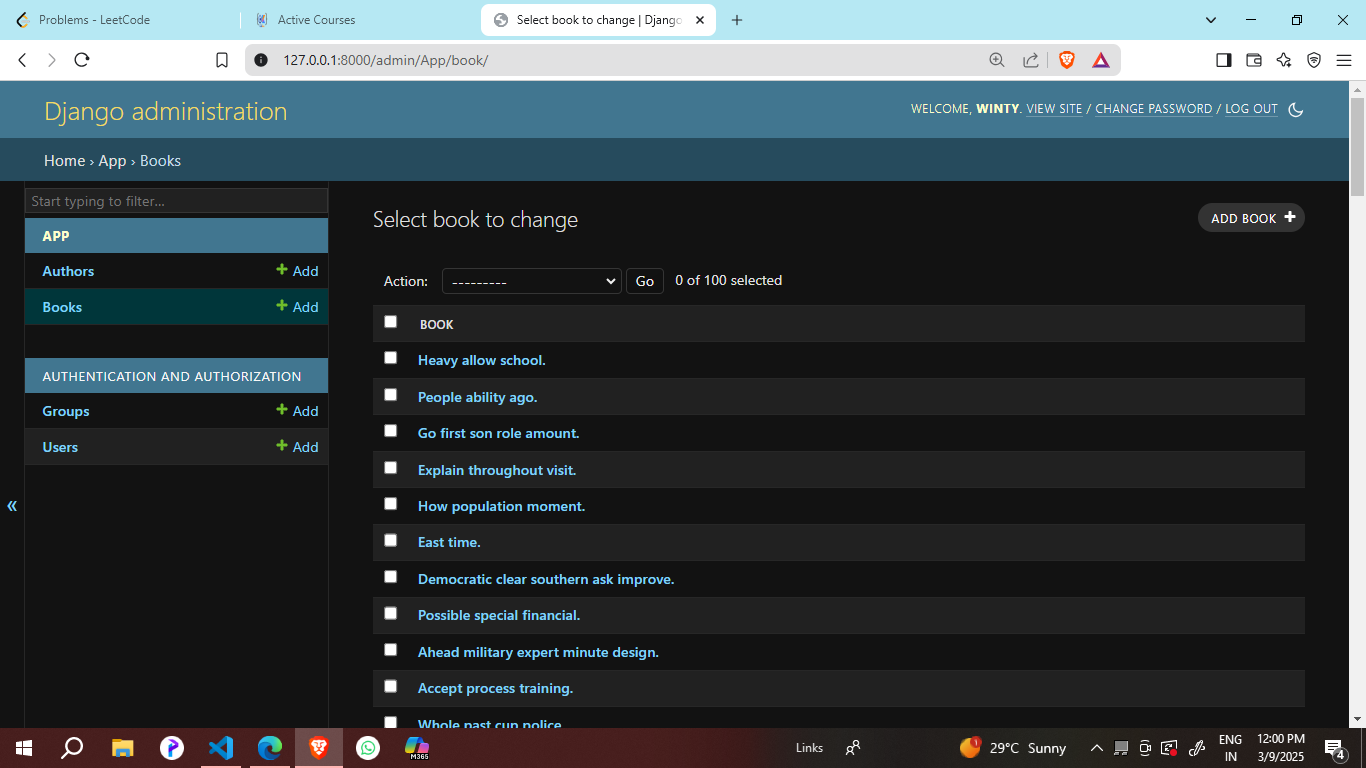 Problems - LeetCode
Active Courses
Select book to change | Django
127.0.0.1:8000/admin/App/book/
Django administration
WELCOME, WINTY. VIEW SITE / CHANGE PASSWORD / LOG OUT
Home › App › Books
Start typing to filter...
APP
Authors + Add
Books + Add
AUTHENTICATION AND AUTHORIZATION
Groups + Add
Users + Add
«
Select book to change
ADD BOOK +
Action: --------- Go 0 of 100 selected
BOOK
Heavy allow school.
People ability ago.
Go first son role amount.
Explain throughout visit.
How population moment.
East time.
Democratic clear southern ask improve.
Possible special financial.
Ahead military expert minute design.
Accept process training.
Whole past cup police
M365
Links
1
29°C Sunny
ENG
IN
12:00 PM
3/9/2025
4